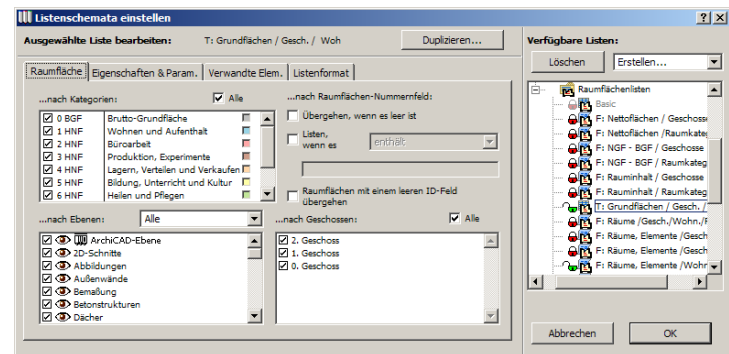 Listenschemata einstellen
Ausgewählte Liste bearbeiten:
T: Grundflächen / Gesch. / Woh
Duplizieren...
Raumfläche
Eigenschaften & Param.
Verwandte Elem.
Listenformat
...nach Kategorien:
Alle
0 BGF Brutto-Grundfläche
1 HNF Wohnen und Aufenthalt
2 HNF Büroarbeit
3 HNF Produktion, Experimente
4 HNF Lagern, Verteilen und Verkaufen
5 HNF Bildung, Unterricht und Kultur
6 HNF Heilen und Pflegen
...nach Raumflächen-Nummernfeld:
Übergehen, wenn es leer ist
Listen,
wenn es
enthält
Raumflächen mit einem leeren ID-Feld
übergehen
...nach Ebenen:
Alle
ArchiCAD-Ebene
2D-Schnitte
Abbildungen
Außenwände
Bemaßung
Betonstrukturen
Dächer
...nach Geschossen:
Alle
2. Geschoss
1. Geschoss
0. Geschoss
Verfügbare Listen:
Löschen
Erstellen...
Raumflächenlisten
Basic
F: Nettoflächen / Geschosse
F: Nettoflächen /Raumkateg
F: NGF - BGF / Geschosse
F: NGF - BGF / Raumkateg
F: Rauminhalt / Geschosse
F: Rauminhalt / Raumkateg
T: Grundflächen / Gesch. /
F: Räume /Gesch./Wohn./F
F: Räume, Elemente /Gesch
F: Räume, Elemente /Gesch
F: Räume, Elemente /Wohr
Abbrechen
OK